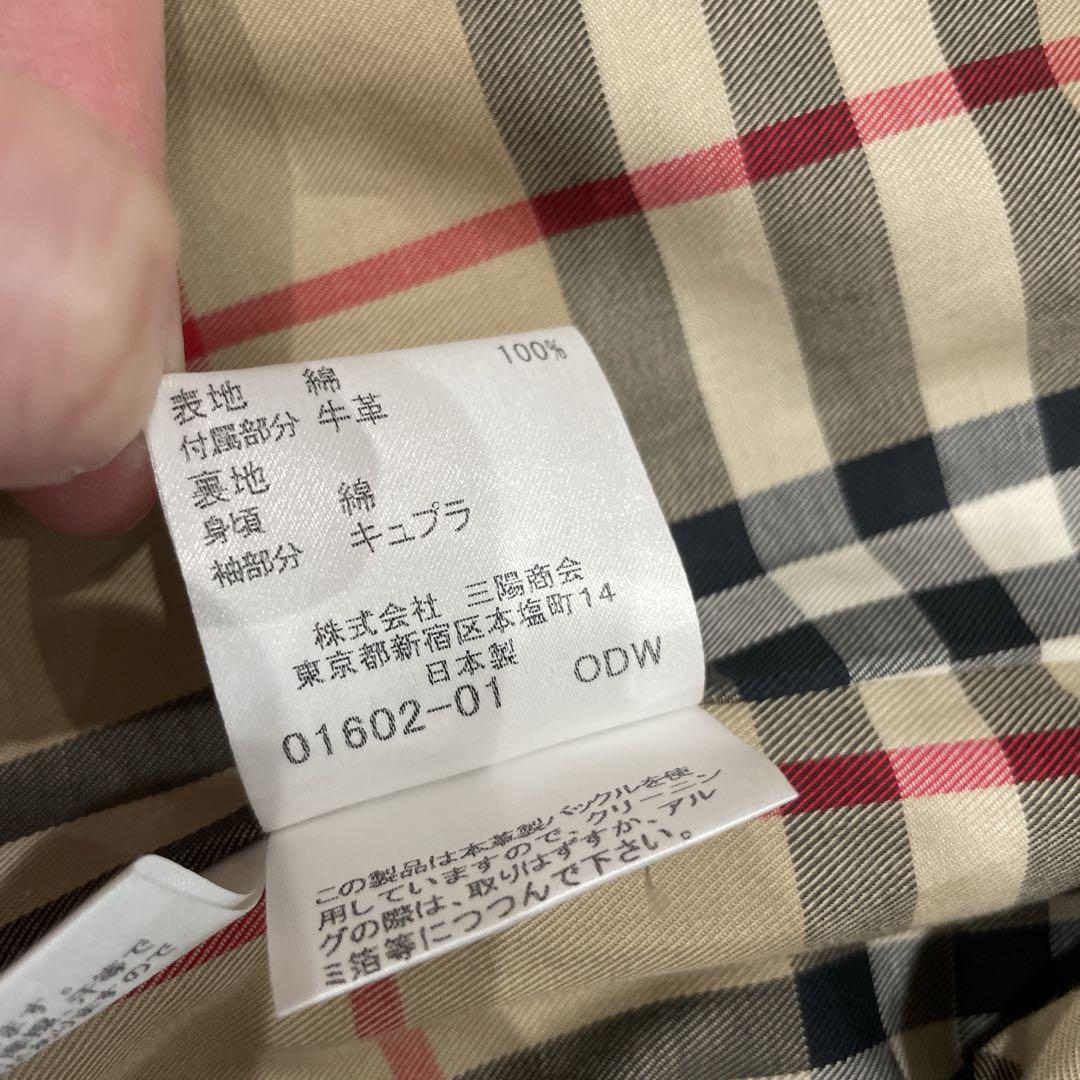 表地 綿 100%
付属部分 牛革
裏地
身頃 綿
袖部分 キュプラ
株式会社 三陽商会
東京都新宿区本塩町14
日本製 ODW
01602-01
この製品は本革製バックルを使
用していますので、クリーニン
グの際は、取りはずすか、アル
ミ箔等につつんで下さい。